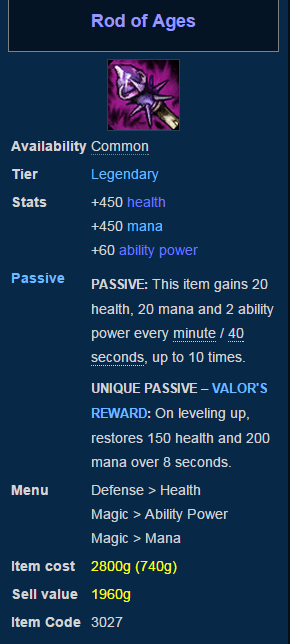 Rod of Ages
Availability Common
Tier Legendary
Stats +450 health
+450 mana
+60 ability power
Passive PASSIVE: This item gains 20
health, 20 mana and 2 ability
power every minute / 40
seconds, up to 10 times.
UNIQUE PASSIVE – VALOR'S
REWARD: On leveling up,
restores 150 health and 200
mana over 8 seconds.
Menu Defense > Health
Magic > Ability Power
Magic > Mana
Item cost 2800g (740g)
Sell value 1960g
Item Code 3027